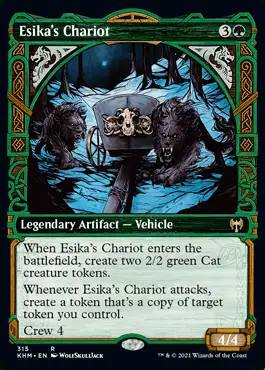 Esika's Chariot 3
Legendary Artifact — Vehicle
When Esika's Chariot enters the
battlefield, create two 2/2 green Cat
creature tokens.
Whenever Esika's Chariot attacks,
create a token that's a copy of target
token you control.
Crew 4
4/4
315 R
KHM • EN WolfSkullJack
™ & © 2021 Wizards of the Coast